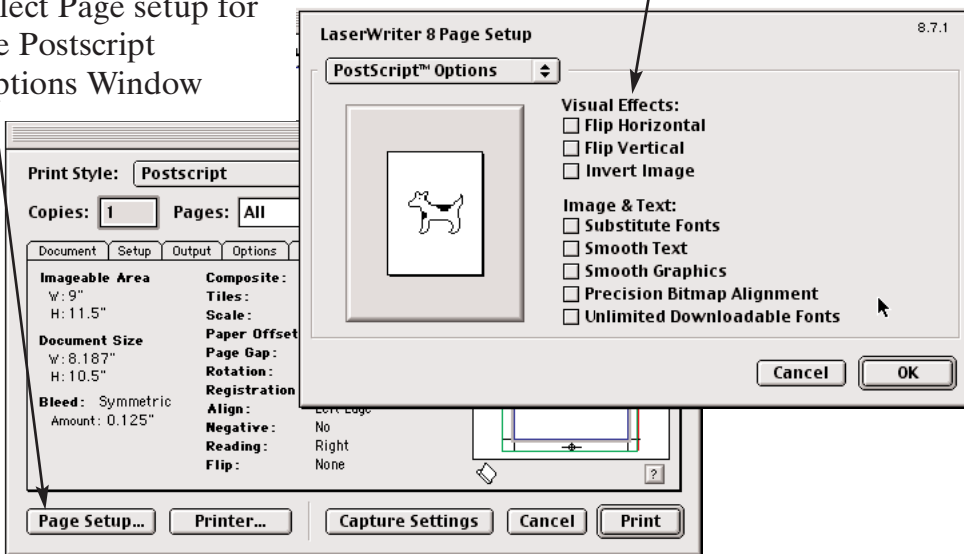 lect Page setup for
e Postscript
ptions Window
LaserWriter 8 Page Setup
8.7.1
PostScript™ Options
Visual Effects:
Flip Horizontal
Flip Vertical
Invert Image
Image & Text:
Substitute Fonts
Smooth Text
Smooth Graphics
Precision Bitmap Alignment
Unlimited Downloadable Fonts
Cancel
OK
Print Style: Postscript
Copies: 1 Pages: All
Document Setup Output Options
Imageable Area
W: 9"
H: 11.5"
Document Size
W: 8.187"
H: 10.5"
Bleed: Symmetric
Amount: 0.125"
Composite:
Tiles:
Scale:
Paper Offset
Page Gap:
Rotation:
Registration
Align: Left Edge
Negative: No
Reading: Right
Flip: None
?
Page Setup... Printer... Capture Settings Cancel Print